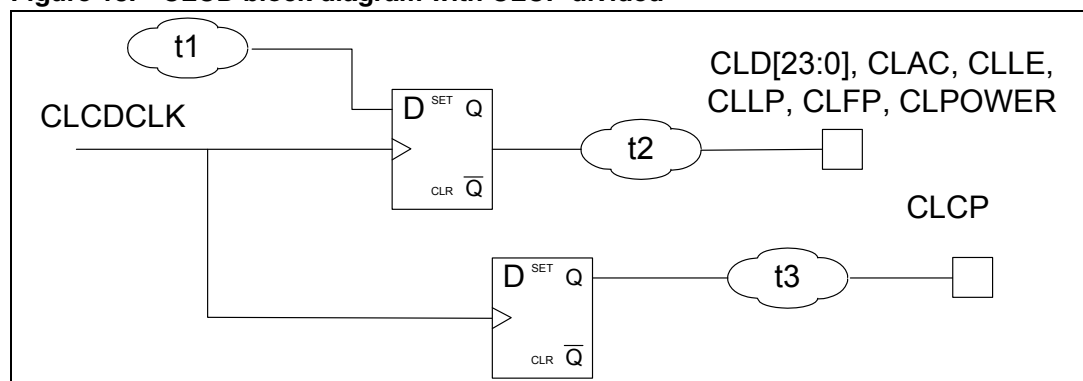 t1
CLD[23:0], CLAC, CLLE,
CLLP, CLFP, CLPOWER
CLCDCLK
D SET Q
t2
CLR Q
CLCP
D SET Q
t3
CLR Q